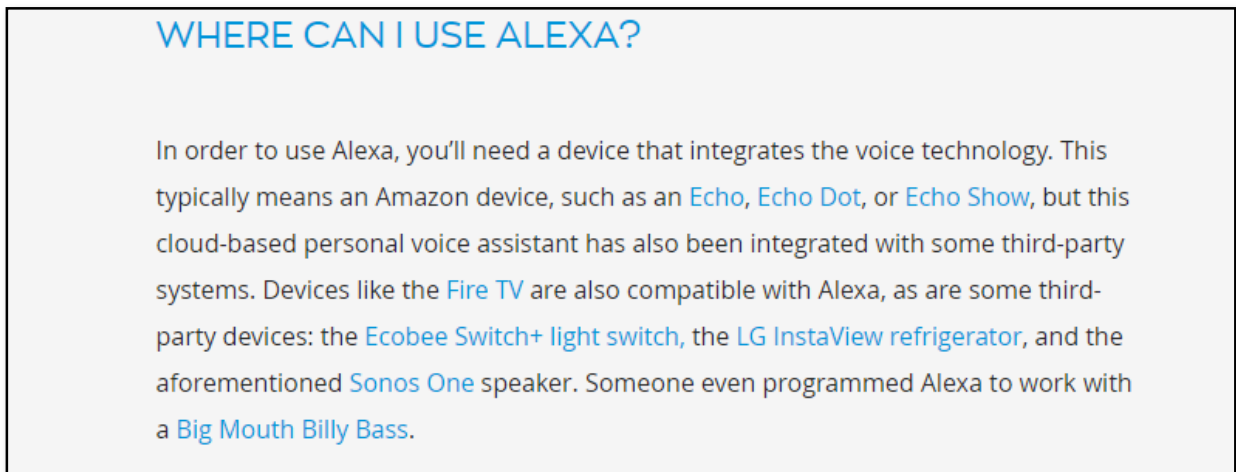 WHERE CAN I USE ALEXA?
In order to use Alexa, you’ll need a device that integrates the voice technology. This
typically means an Amazon device, such as an Echo, Echo Dot, or Echo Show, but this
cloud-based personal voice assistant has also been integrated with some third-party
systems. Devices like the Fire TV are also compatible with Alexa, as are some third-
party devices: the Ecobee Switch+ light switch, the LG InstaView refrigerator, and the
aforementioned Sonos One speaker. Someone even programmed Alexa to work with
a Big Mouth Billy Bass.